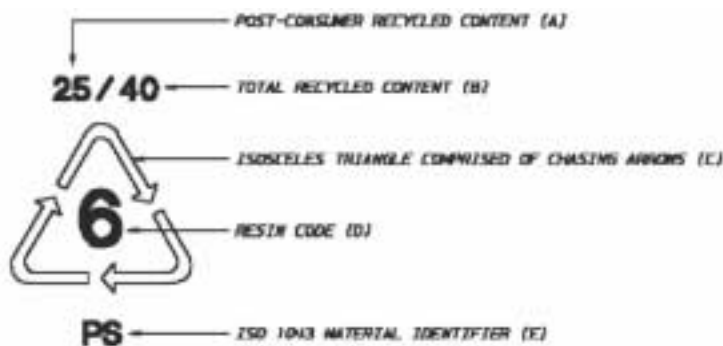 POST-CONSUMER RECYCLED CONTENT (A)
25/40 TOTAL RECYCLED CONTENT (B)
ISOSCELES TRIANGLE COMPRISED OF CHASING ARROWS (C)
6 RESIN CODE (D)
PS ISO 1043 MATERIAL IDENTIFIER (E)